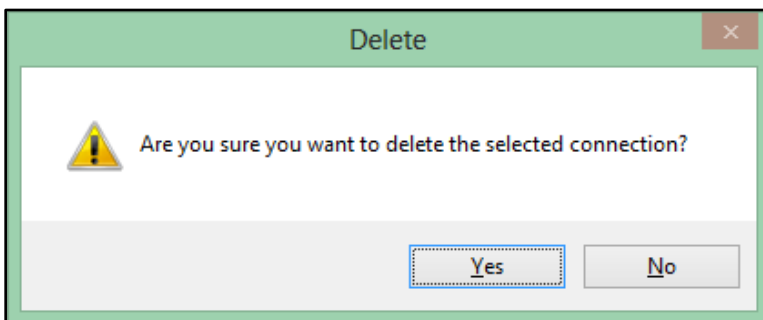 Delete
Are you sure you want to delete the selected connection?
Yes
No